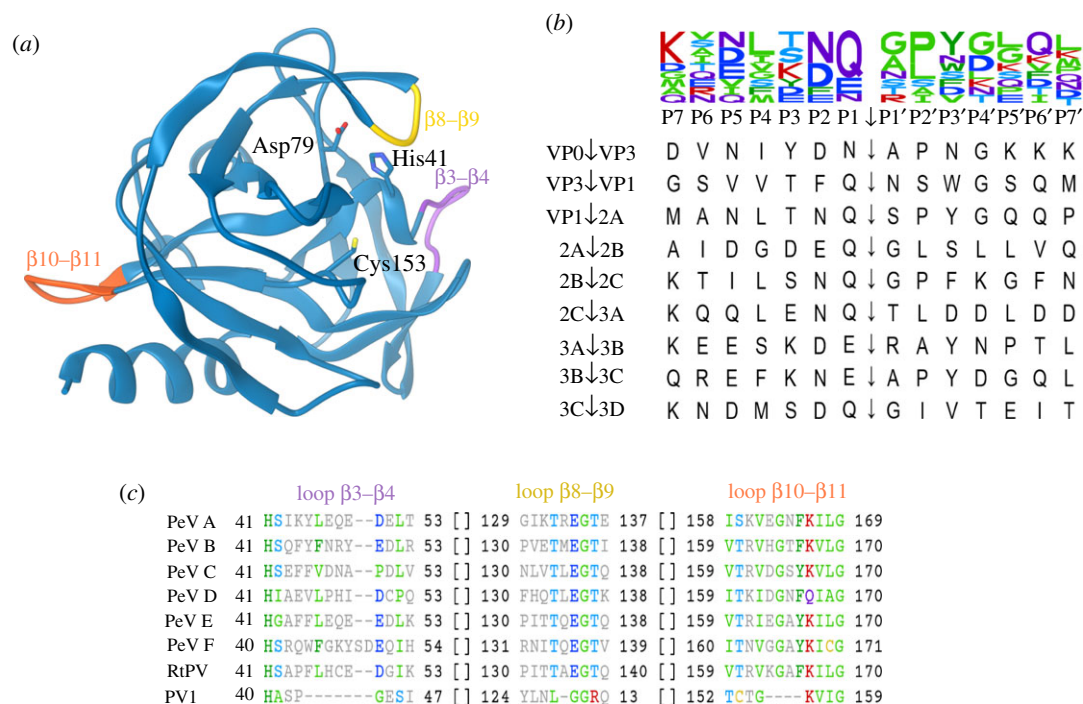 (a)
β8–β9
Asp79
His41
β3–β4
Cys153
β10–β11
(b)
P7 P6 P5 P4 P3 P2 P1 ↓ P1′ P2′ P3′ P4′ P5′ P6′ P7′
VP0↓VP3 D V N I Y D N ↓ A P N G K K K
VP3↓VP1 G S V V T F Q ↓ N S W G S Q M
VP1↓2A M A N L T N Q ↓ S P Y G Q Q P
2A↓2B A I D G D E Q ↓ G L S L L V Q
2B↓2C K T I L S N Q ↓ G P F K G F N
2C↓3A K Q Q L E N Q ↓ T L D D L D D
3A↓3B K E E S K D E ↓ R A Y N P T L
3B↓3C Q R E F K N E ↓ A P Y D G Q L
3C↓3D K N D M S D Q ↓ G I V T E I T
(c)
loop β3–β4 loop β8–β9 loop β10–β11
PeV A 41 HSIKYLEQE--DELT 53 [] 129 GIKTREGTE 137 [] 158 ISKVEGNFKILG 169
PeV B 41 HSQFYFNRY-EDLR 53 [] 130 PVETMEGTI 138 [] 159 VTRVHGTFKVLG 170
PeV C 41 HSEFFVDNA-PDLV 53 [] 130 NLVTLEGTQ 138 [] 159 VTRVDGSYKLG 170
PeV D 41 HIAEVLPHI-DCPQ 53 [] 130 FHQTLEGTK 138 [] 159 ITKIDGNFQIAG 170
PeV E 41 HGAFFLEQE-EDLK 53 [] 130 PITTQEGTQ 138 [] 159 VTRIEGAYKILG 170
PeV F 40 HSRQWFGKYSDEQIH 54 [] 131 RNITQEGTV 139 [] 160 ITNVGGAYKICG 171
RtPV 41 HSAPFLHCE--DGIK 53 [] 132 PITTAEGTQ 140 [] 159 VTRVKGAFKILG 170
PV1 40 HASP-------GESI 47 [] 124 YLNL-GGRQ 13 [] 152 TCTG----KVIG 159